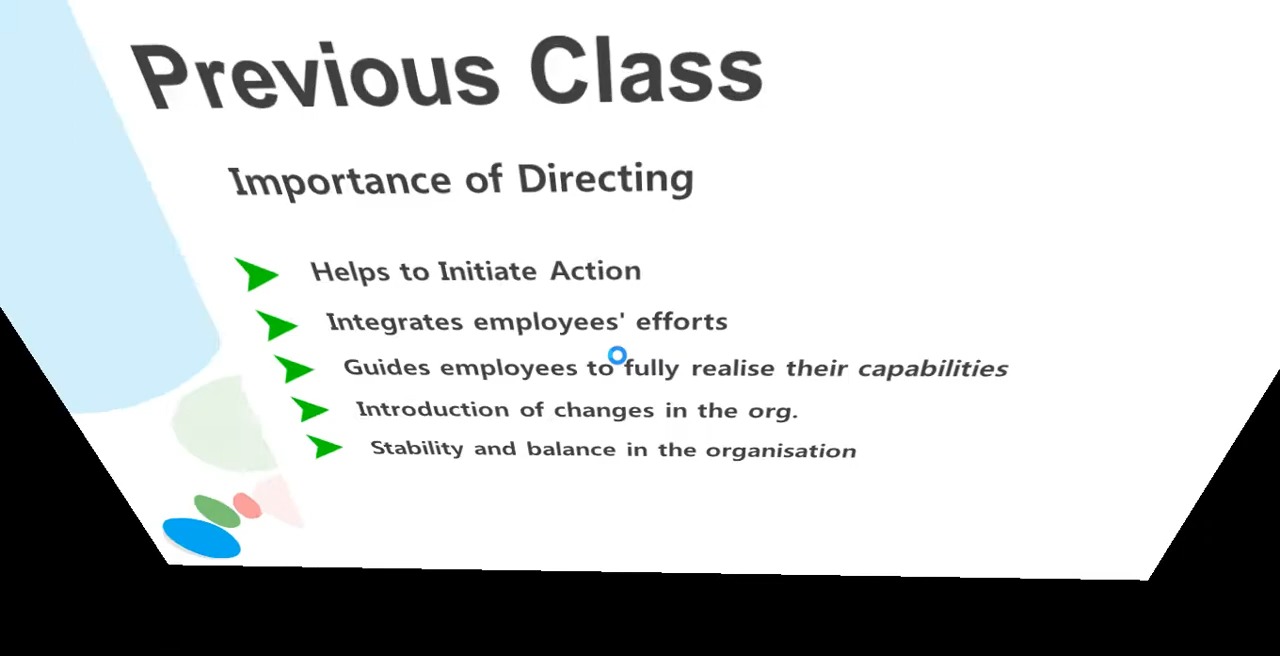 Previous Class
Importance of Directing
Helps to Initiate Action
Integrates employees' efforts
Guides employees to fully realise their capabilities
Introduction of changes in the org.
Stability and balance in the organisation